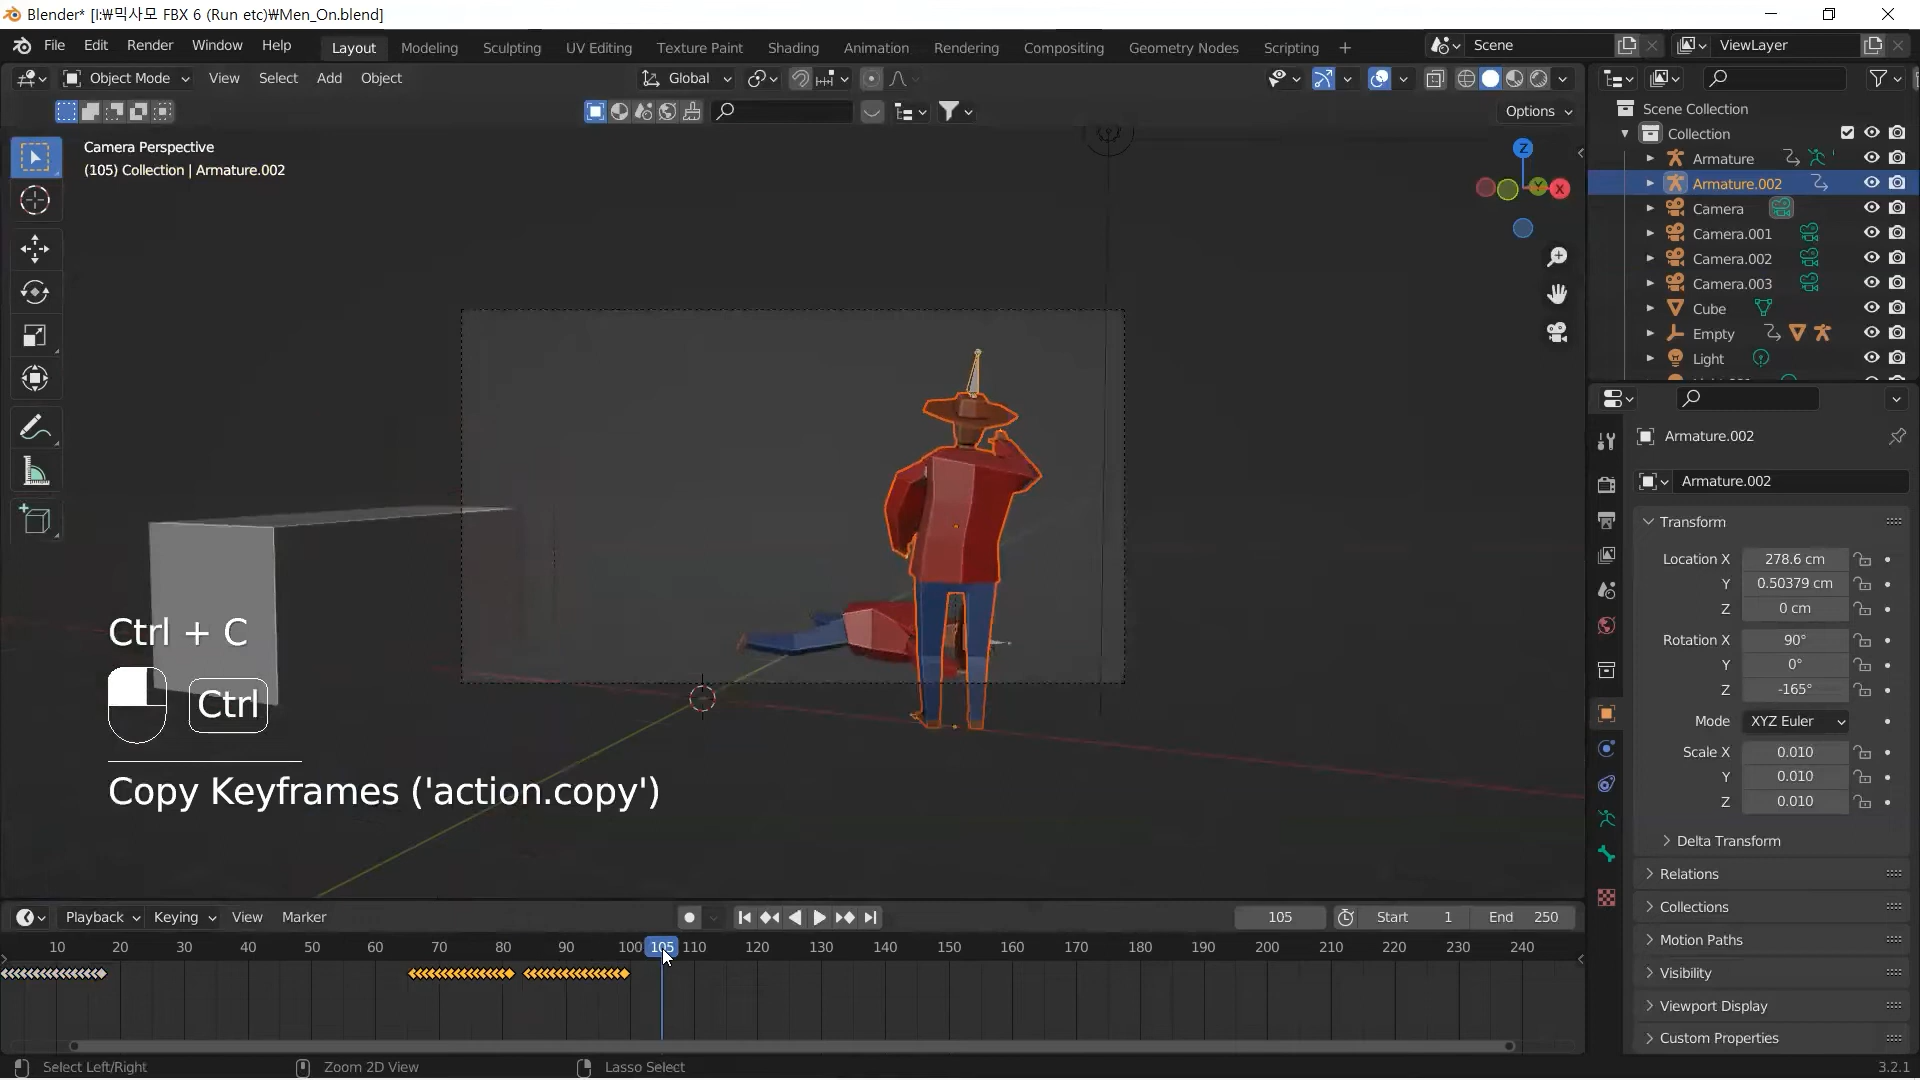 Blender* [I:₩믹사모 FBX 6 (Run etc)₩Men_On.blend]
File Edit Render Window Help Layout Modeling Sculpting UV Editing Texture Paint Shading Animation Rendering Compositing Geometry Nodes Scripting + Scene ViewLayer
Object Mode View Select Add Object Global
Options
Camera Perspective
(105) Collection | Armature.002
Z
X
Y
Scene Collection
Collection
Armature
Armature.002
Camera
Camera.001
Camera.002
Camera.003
Cube
Empty
Light
Armature.002
Armature.002
Transform
Location X 278.6 cm
Y 0.50379 cm
Z 0 cm
Rotation X 90°
Y 0°
Z -165°
Mode XYZ Euler
Scale X 0.010
Y 0.010
Z 0.010
Delta Transform
Relations
Collections
Motion Paths
Visibility
Viewport Display
Custom Properties
Ctrl + C
Ctrl
Copy Keyframes ('action.copy')
Playback Keying View Marker 105 Start 1 End 250
10 20 30 40 50 60 70 80 90 100 105 110 120 130 140 150 160 170 180 190 200 210 220 230 240
Select Left/Right Zoom 2D View Lasso Select 3.2.1